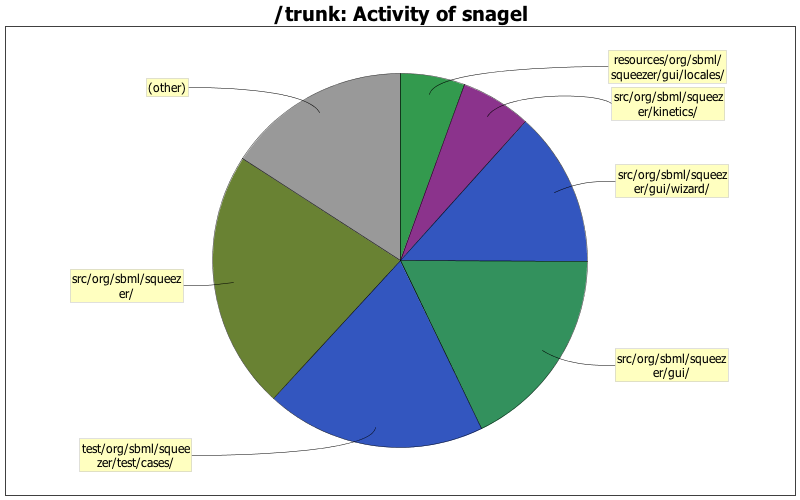 /trunk: Activity of snagel
resources/org/sbml/
squeezer/gui/locales/
(other)
src/org/sbml/squeez
er/kinetics/
src/org/sbml/squeez
er/gui/wizard/
src/org/sbml/squeez
er/
src/org/sbml/squeez
er/gui/
test/org/sbml/squee
zer/test/cases/